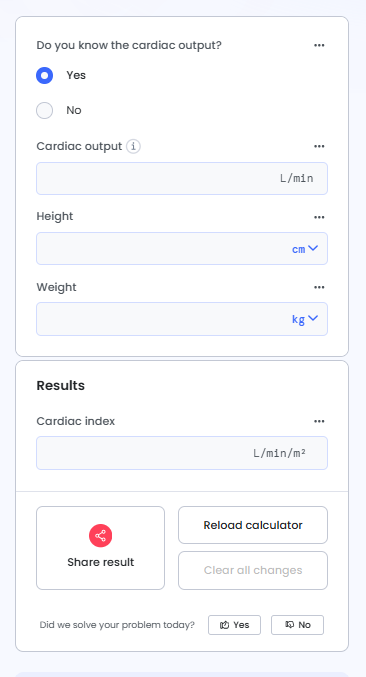 Do you know the cardiac output?
Yes
No
Cardiac output i
L/min
Height
cm
Weight
kg
Results
Cardiac index
L/min/m²
Share result
Reload calculator
Clear all changes
Did we solve your problem today? Yes No